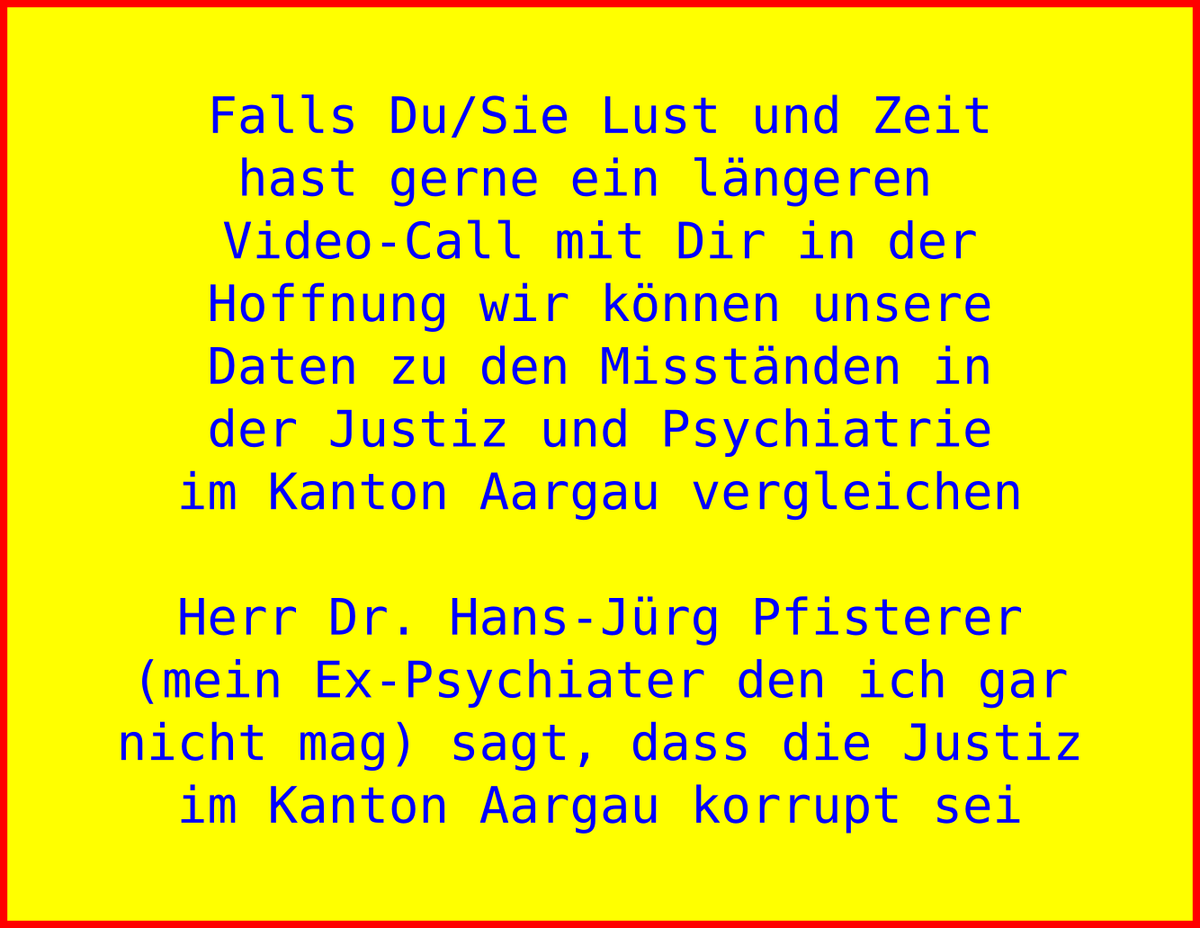 Falls Du/Sie Lust und Zeit
hast gerne ein längeren
Video-Call mit Dir in der
Hoffnung wir können unsere
Daten zu den Misständen in
der Justiz und Psychiatrie
im Kanton Aargau vergleichen
Herr Dr. Hans-Jürg Pfisterer
(mein Ex-Psychiater den ich gar
nicht mag) sagt, dass die Justiz
im Kanton Aargau korrupt sei